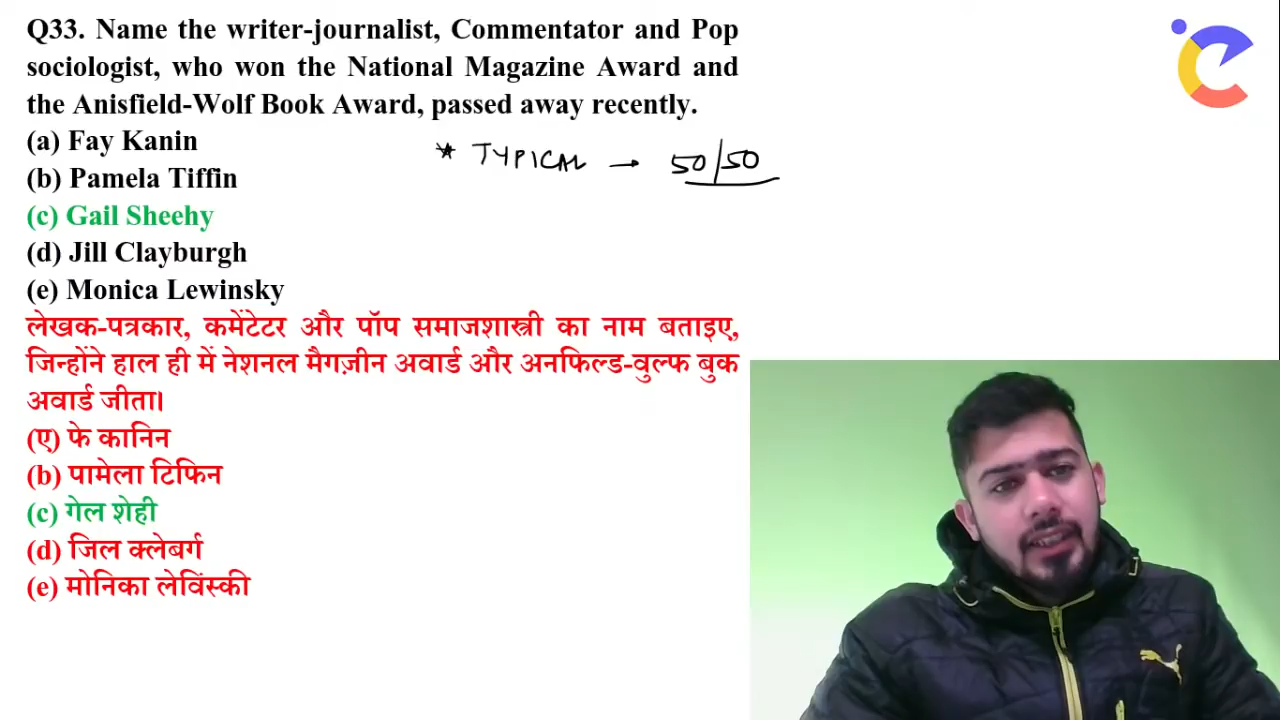 Q33. Name the writer-journalist, Commentator and Pop
sociologist, who won the National Magazine Award and
the Anisfield-Wolf Book Award, passed away recently.
(a) Fay Kanin
* TYPICAL → 50/50
(b) Pamela Tiffin
(c) Gail Sheehy
(d) Jill Clayburgh
(e) Monica Lewinsky
लेखक-पत्रकार, कमेंटेटर और पॉप समाजशास्त्री का नाम बताइए,
जिन्होंने हाल ही में नेशनल मैगज़ीन अवार्ड और अनफिल्ड-वुल्फ बुक
अवार्ड जीता।
(ए) फे कानिन
(b) पामेला टिफिन
(c) गेल शेही
(d) जिल क्लेबर्ग
(e) मोनिका लेविंस्की